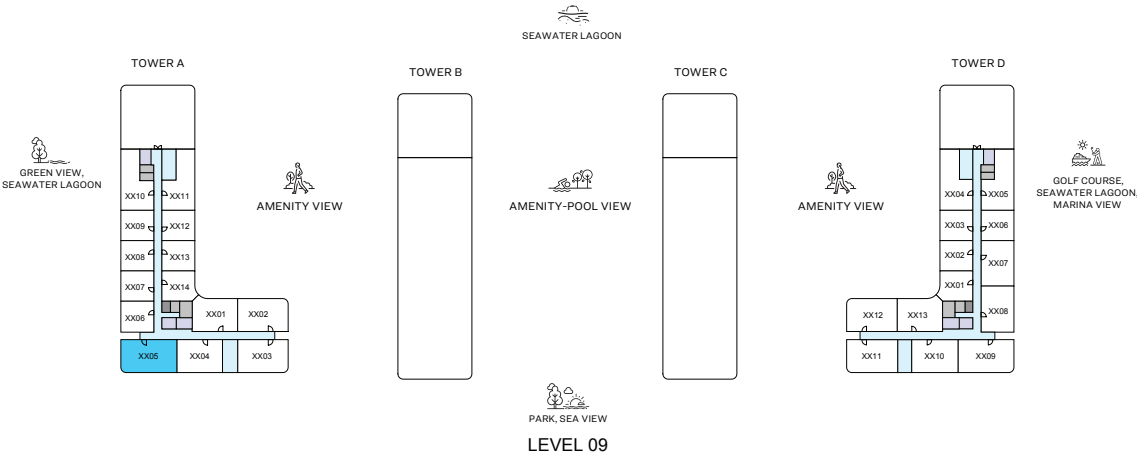 SEAWATER LAGOON
TOWER A
TOWER B
TOWER C
TOWER D
GREEN VIEW,
SEAWATER LAGOON
AMENITY VIEW
AMENITY-POOL VIEW
AMENITY VIEW
GOLF COURSE,
SEAWATER LAGOON,
MARINA VIEW
XX10 XX11
XX09 XX12
XX08 XX13
XX07 XX14
XX06 XX01 XX02
XX05 XX04 XX03
XX04 XX05
XX03 XX06
XX02 XX07
XX01
XX12 XX13 XX08
XX11 XX10 XX09
PARK, SEA VIEW
LEVEL 09